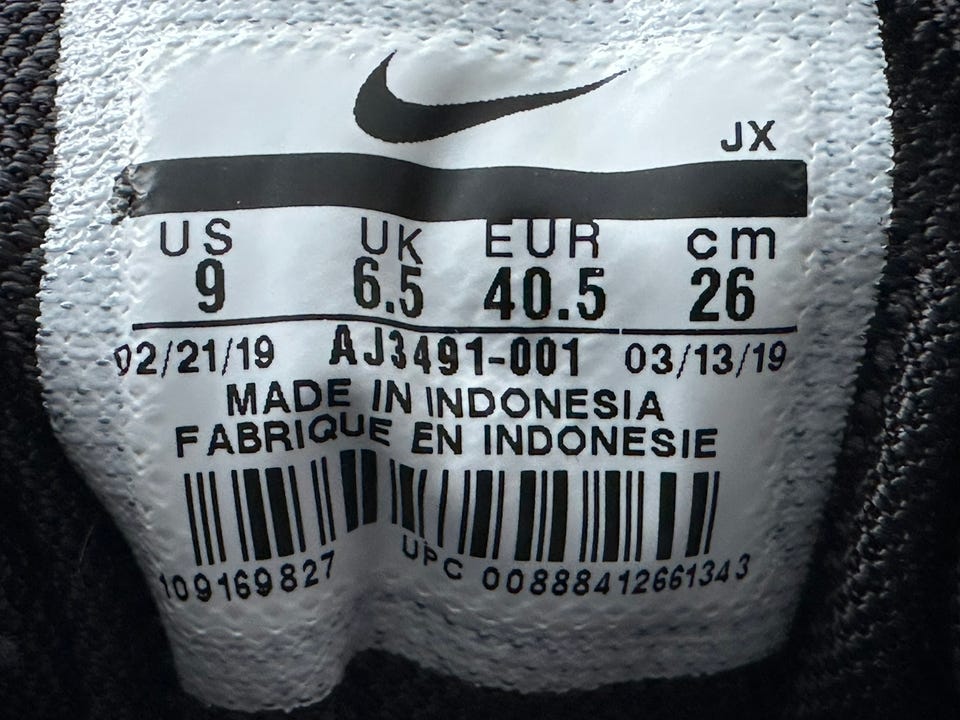 JX
US UK EUR cm
9 6.5 40.5 26
02/21/19 AJ3491-001 03/13/19
MADE IN INDONESIA
FABRIQUE EN INDONESIE
109169827 UPC 00888412661343